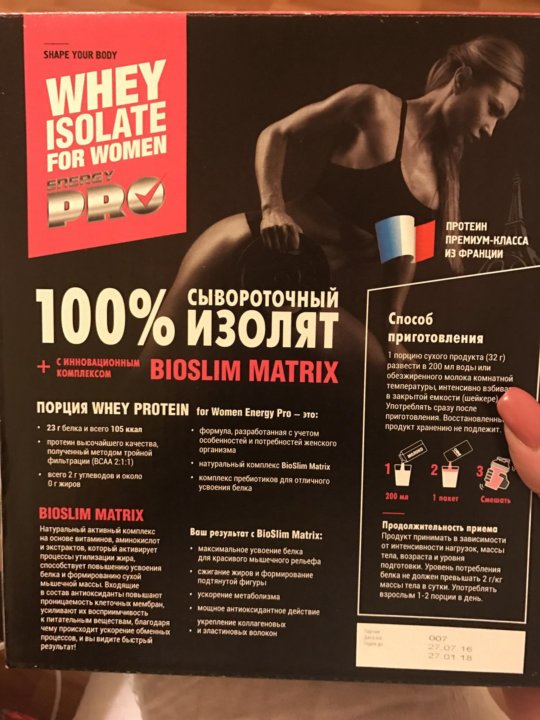 SHAPE YOUR BODY
WHEY
ISOLATE
FOR WOMEN
ENERGY
PRO
ПРОТЕИН
ПРЕМИУМ-КЛАССА
ИЗ ФРАНЦИИ
100% СЫВОРОТОЧНЫЙ
ИЗОЛЯТ
+ С ИННОВАЦИОННЫМ
КОМПЛЕКСОМ BIOSLIM MATRIX
ПОРЦИЯ WHEY PROTEIN for Women Energy Pro – это:
• 23 г белка и всего 105 ккал
• протеин высочайшего качества,
полученный методом тройной
фильтрации (BCAA 2:1:1)
• всего 2 г углеводов и около
0 г жиров
• формула, разработанная с учетом
особенностей и потребностей женского
организма
• натуральный комплекс BioSlim Matrix
• комплекс пребиотиков для отличного
усвоения белка
BIOSLIM MATRIX
Натуральный активный комплекс
на основе витаминов, аминокислот
и экстрактов, который активирует
процессы утилизации жира,
способствует повышению усвоения
белка и формированию сухой
мышечной массы. Входящие
в состав антиоксиданты повышают
проницаемость клеточных мембран,
усиливают их восприимчивость
к питательным веществам, благодаря
чему происходит ускорение обменных
процессов, и вы видите быстрый
результат!
Ваш результат с BioSlim Matrix:
• максимальное усвоение белка
для красивого мышечного рельефа
• сжигание жиров и формирование
подтянутой фигуры
• ускорение метаболизма
• мощное антиоксидантное действие
• укрепление коллагеновых
и эластиновых волокон
Способ
приготовления
1 порцию сухого продукта (32 г)
развести в 200 мл воды или
обезжиренного молока комнатной
температуры, интенсивно взбивая
в закрытой емкости (шейкере)
Употреблять сразу после
приготовления. Восстановленный
продукт хранению не подлежит.
1 2 3
200 мл 1 пакет Смешать
Продолжительность приема
Продукт принимать в зависимости
от интенсивности нагрузок, массы
тела, возраста и уровня
подготовки. Уровень потребления
белка не должен превышать 2 г/кг
массы тела в сутки. Употреблять
взрослым 1-2 порции в день.
007
27.07 16
27.01 18